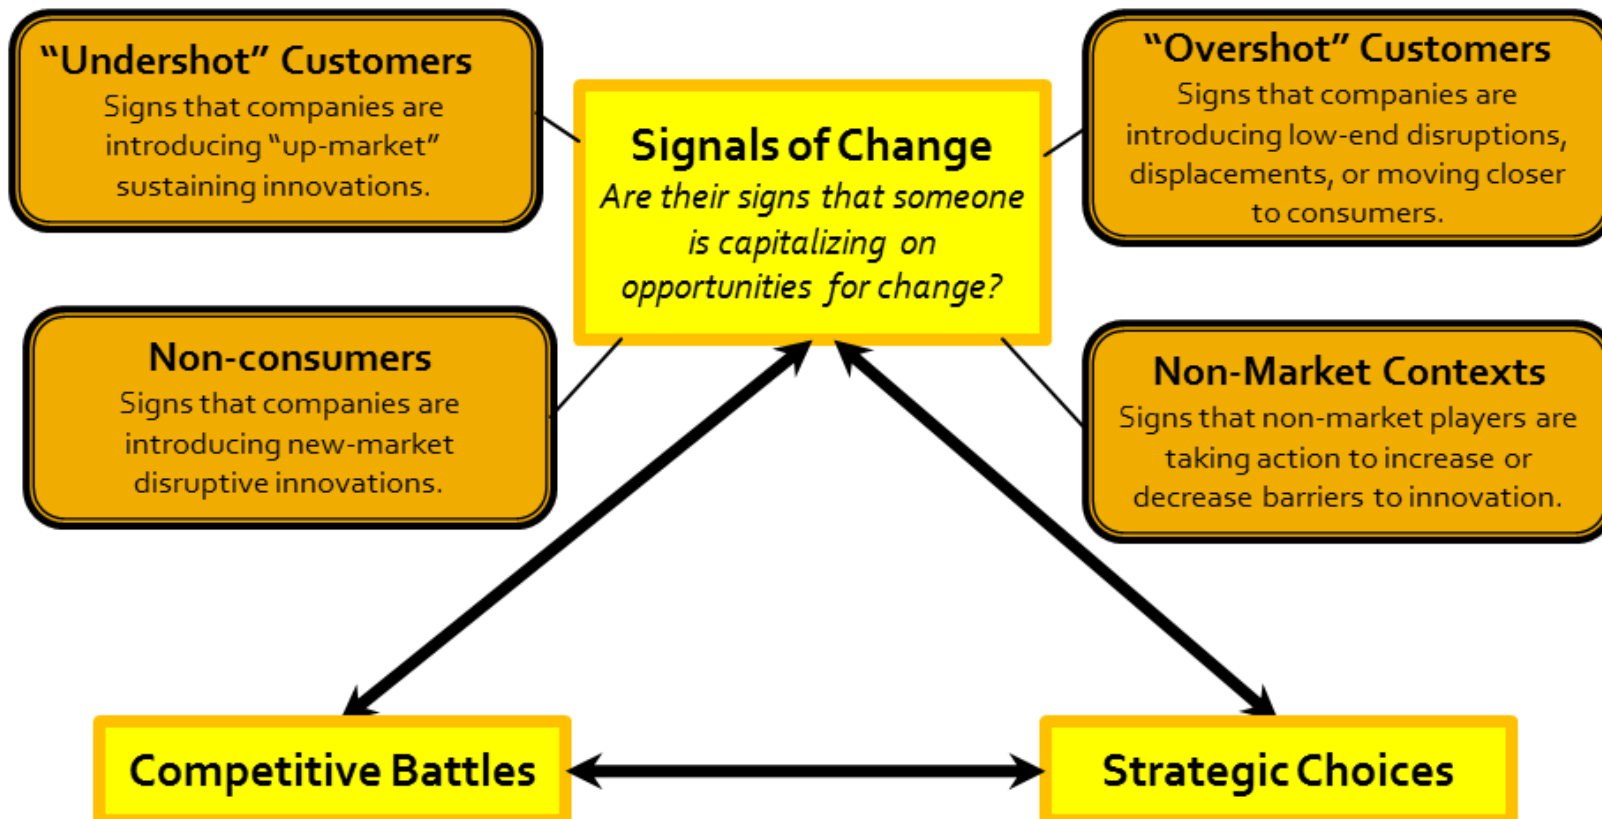 “Undershot” Customers
Signs that companies are
introducing “up-market”
sustaining innovations.
Signals of Change
Are their signs that someone
is capitalizing on
opportunities for change?
“Overshot” Customers
Signs that companies are
introducing low-end disruptions,
displacements, or moving closer
to consumers.
Non-consumers
Signs that companies are
introducing new-market
disruptive innovations.
Non-Market Contexts
Signs that non-market players are
taking action to increase or
decrease barriers to innovation.
Competitive Battles
Strategic Choices